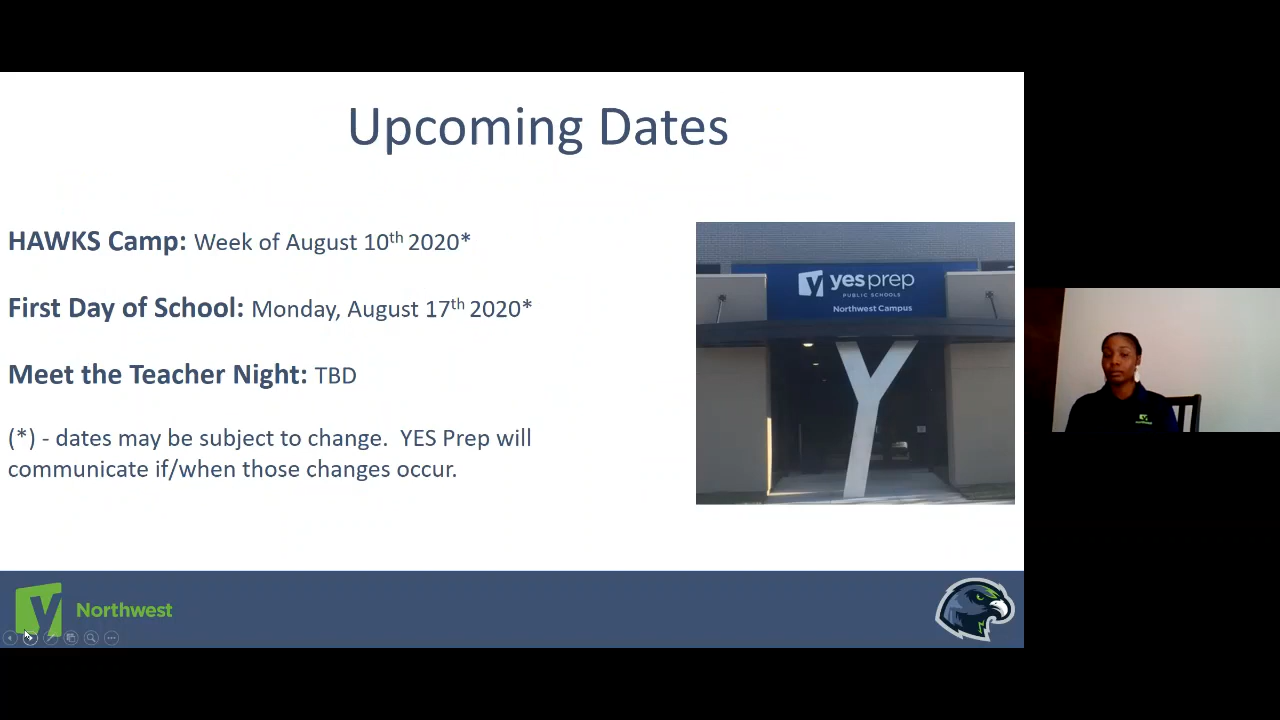 Upcoming Dates
HAWKS Camp: Week of August 10th 2020*
First Day of School: Monday, August 17th 2020*
Meet the Teacher Night: TBD
(*) - dates may be subject to change.  YES Prep will
communicate if/when those changes occur.
yes prep
PUBLIC SCHOOLS
Northwest Campus
Y
Y Northwest